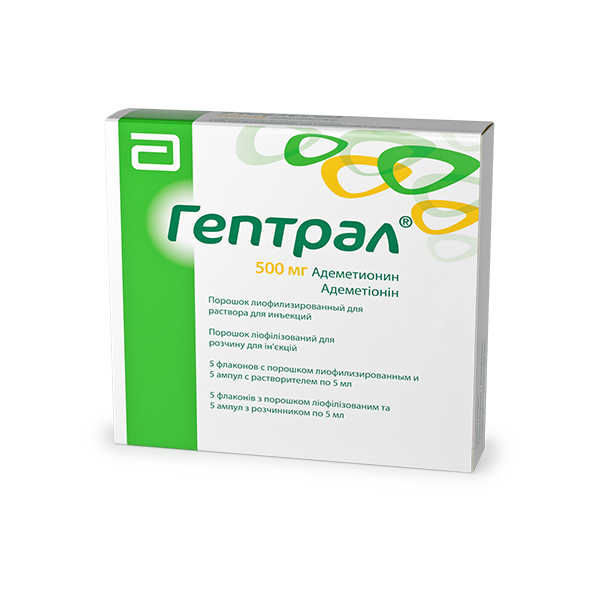 Гептрал®
500 мг Адеметионин
Адеметіонін
Порошок лиофилизированный для
раствора для инъекций
Порошок ліофілізований для
розчину для ін'єкцій
5 флаконов с порошком лиофилизированным и
5 ампул с растворителем по 5 мл
5 флаконів з порошком ліофілізованим та
5 ампул з розчинником по 5 мл